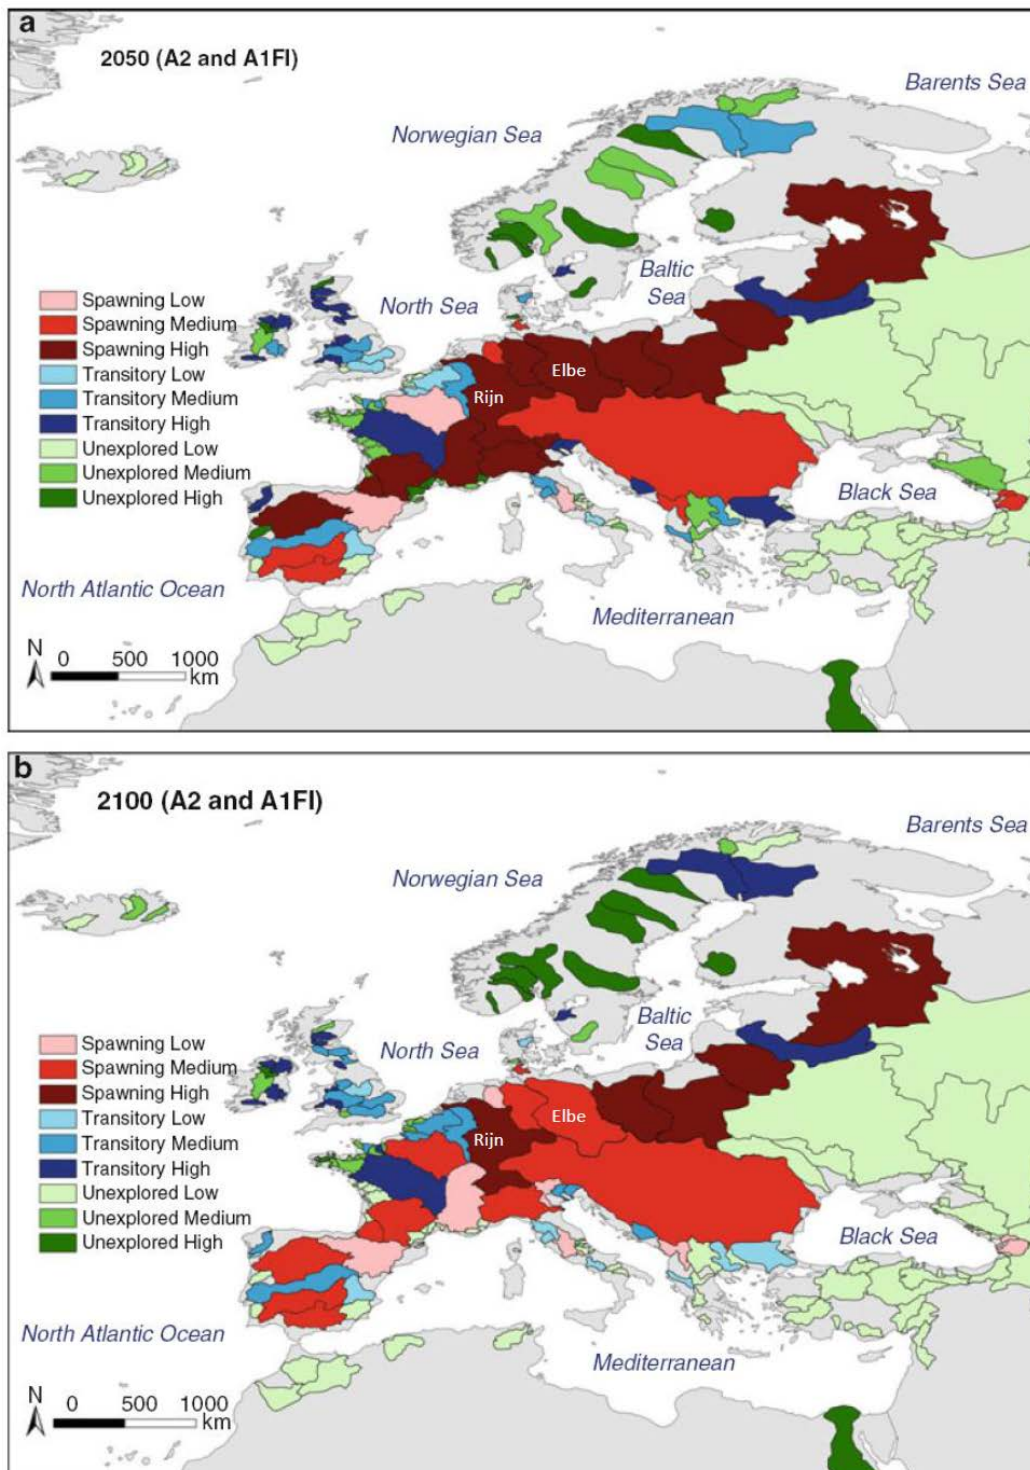 a
2050 (A2 and A1FI)
Barents Sea
Norwegian Sea
Baltic
Sea
North Sea
Spawning Low
Spawning Medium
Spawning High
Transitory Low
Transitory Medium
Transitory High
Unexplored Low
Unexplored Medium
Unexplored High
Elbe
Rijn
Black Sea
North Atlantic Ocean
Mediterranean
N
0 500 1000
km
b
2100 (A2 and A1FI)
Barents Sea
Norwegian Sea
Baltic
Sea
North Sea
Spawning Low
Spawning Medium
Spawning High
Transitory Low
Transitory Medium
Transitory High
Unexplored Low
Unexplored Medium
Unexplored High
Elbe
Rijn
Black Sea
North Atlantic Ocean
Mediterranean
N
0 500 1000
km